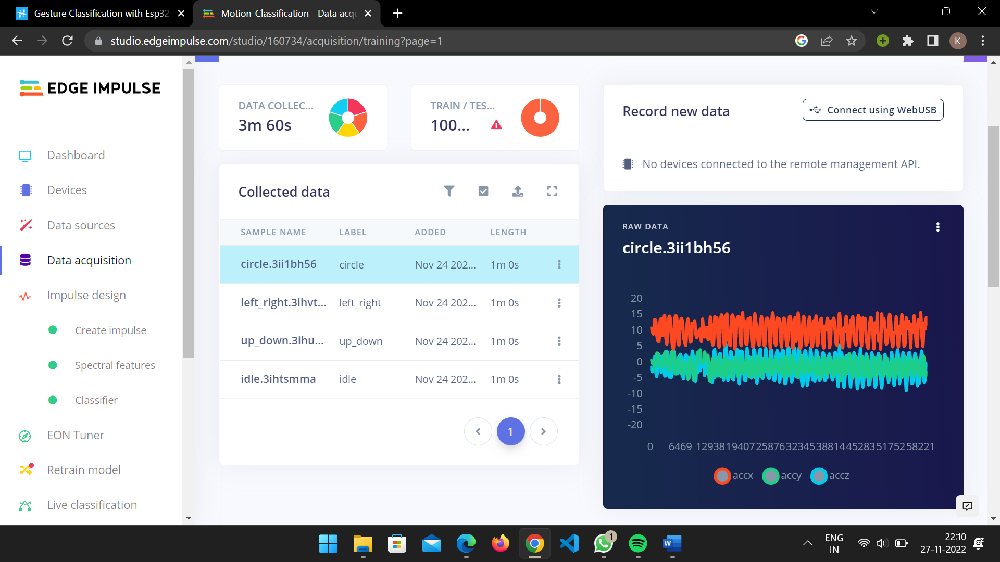 Gesture Classification with Esp32
Motion_Classification - Data acqu
studio.edgeimpulse.com/studio/160734/acquisition/training?page=1
K
EDGE IMPULSE
Dashboard
Devices
Data sources
Data acquisition
Impulse design
Create impulse
Spectral features
Classifier
EON Tuner
Retrain model
Live classification
DATA COLLEC...
3m 60s
TRAIN / TES...
100...
Collected data
SAMPLE NAME LABEL ADDED LENGTH
circle.3ii1bh56 circle Nov 24 202... 1m 0s
left_right.3ihvt... left_right Nov 24 202... 1m 0s
up_down.3ihu... up_down Nov 24 202... 1m 0s
idle.3ihtsmma idle Nov 24 202... 1m 0s
1
Record new data
Connect using WebUSB
No devices connected to the remote management API.
RAW DATA
circle.3ii1bh56
20
15
10
5
0
-5
-10
-15
-20
0 6469 12938 19407 25876 32345 38814 45283 51752 58221
accx accy accz
W
1
ENG
IN
22:10
27-11-2022